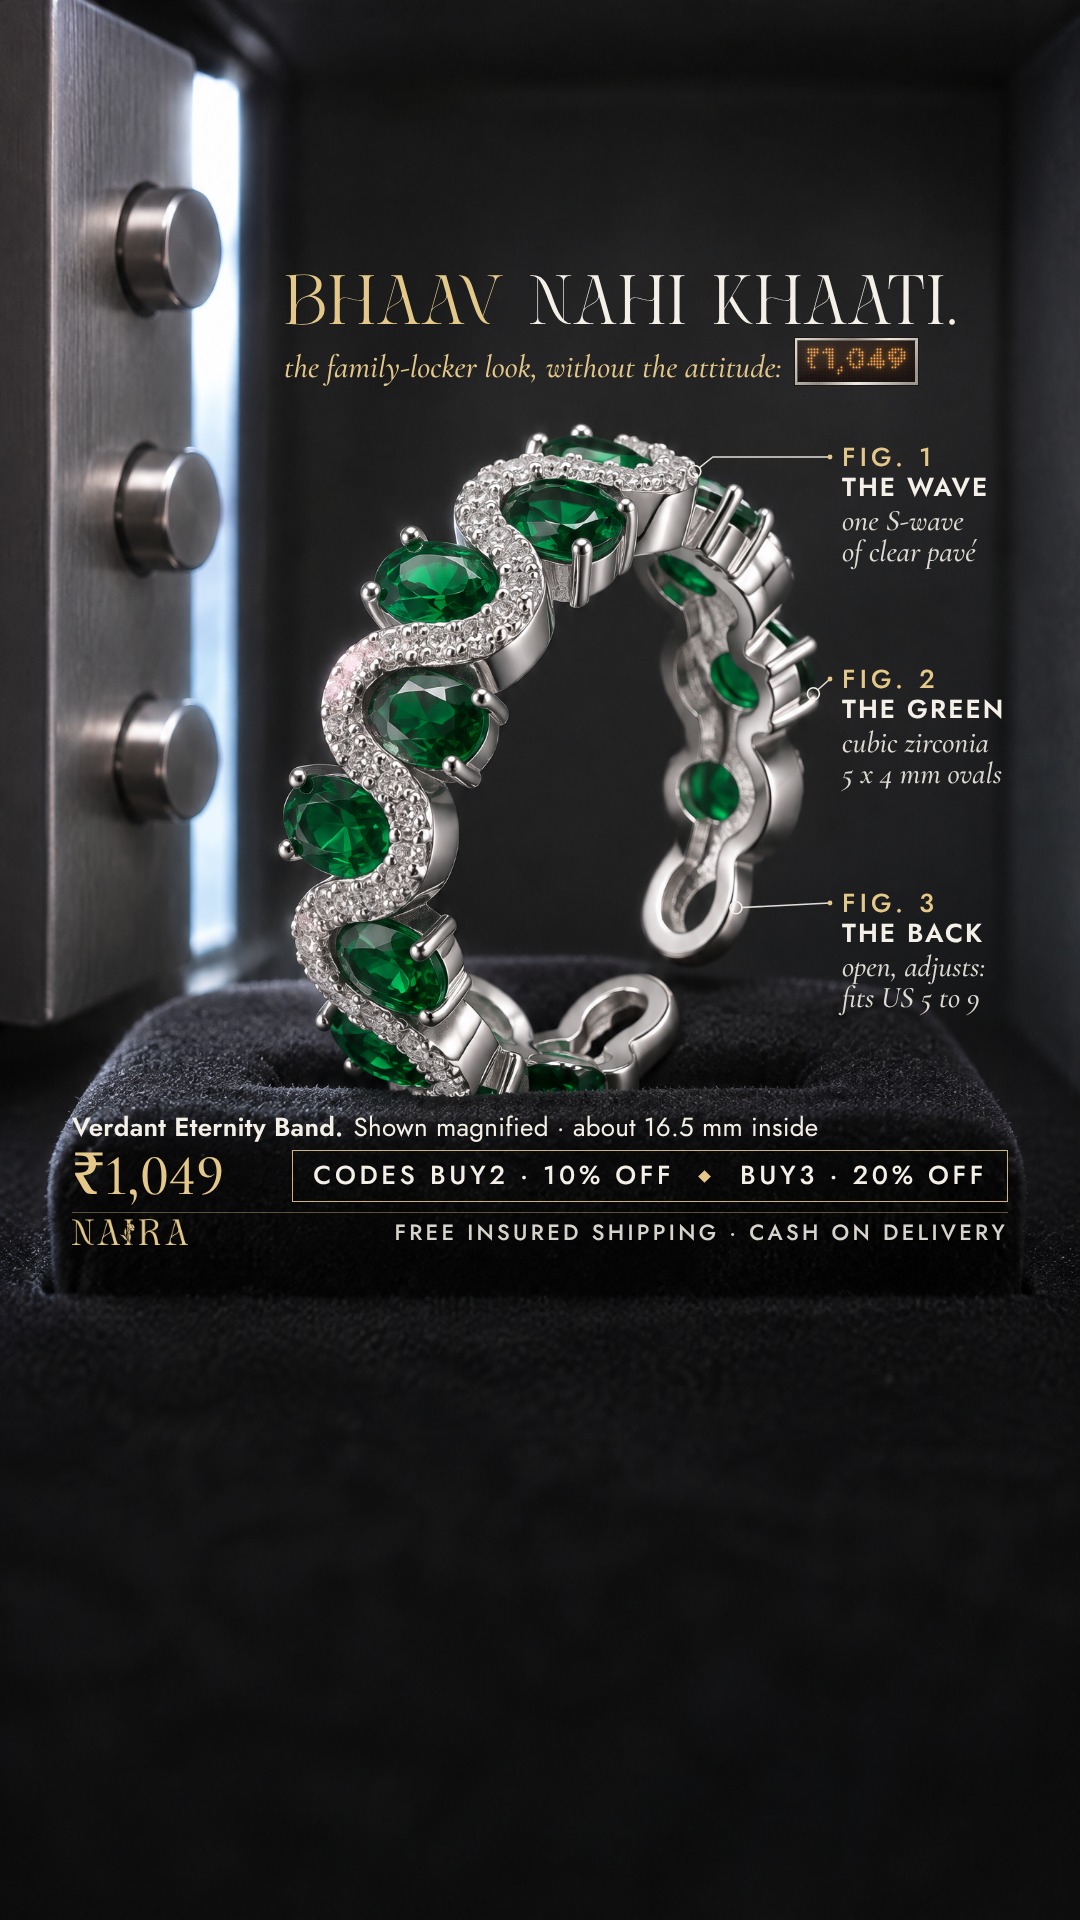 BHAAV NAHI KHAATI.
the family-locker look, without the attitude: ₹1,049
FIG. 1
THE WAVE
one S-wave
of clear pavé
FIG. 2
THE GREEN
cubic zirconia
5 x 4 mm ovals
FIG. 3
THE BACK
open, adjusts:
fits US 5 to 9
Verdant Eternity Band. Shown magnified · about 16.5 mm inside
₹1,049
CODES BUY2 · 10% OFF ◆ BUY3 · 20% OFF
NAIRA
FREE INSURED SHIPPING · CASH ON DELIVERY